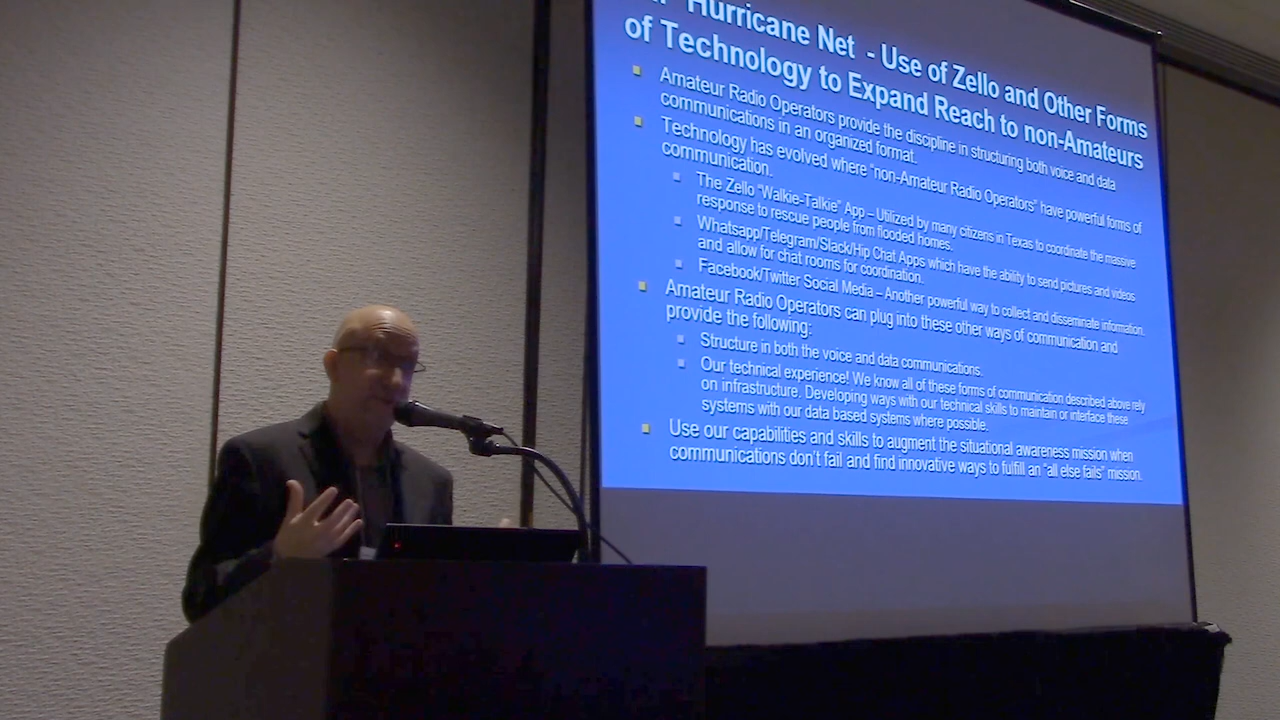 Hurricane Net - Use of Zello and Other Forms
of Technology to Expand Reach to non-Amateurs
Amateur Radio Operators provide the discipline in structuring both voice and data
communications in an organized format.
Technology has evolved where "non-Amateur Radio Operators" have powerful forms of
communication.
The Zello "Walkie-Talkie" App – Utilized by many citizens in Texas to coordinate the massive
response to rescue people from flooded homes.
Whatsapp/Telegram/Slack/Hip Chat Apps which have the ability to send pictures and videos
and allow for chat rooms for coordination.
Facebook/Twitter Social Media – Another powerful way to collect and disseminate information.
Amateur Radio Operators can plug into these other ways of communication and
provide the following:
Structure in both the voice and data communications.
Our technical experience! We know all of these forms of communication described above rely
on infrastructure. Developing ways with our technical skills to maintain or interface these
systems with our data based systems where possible.
Use our capabilities and skills to augment the situational awareness mission when
communications don't fail and find innovative ways to fulfill an "all else fails" mission.